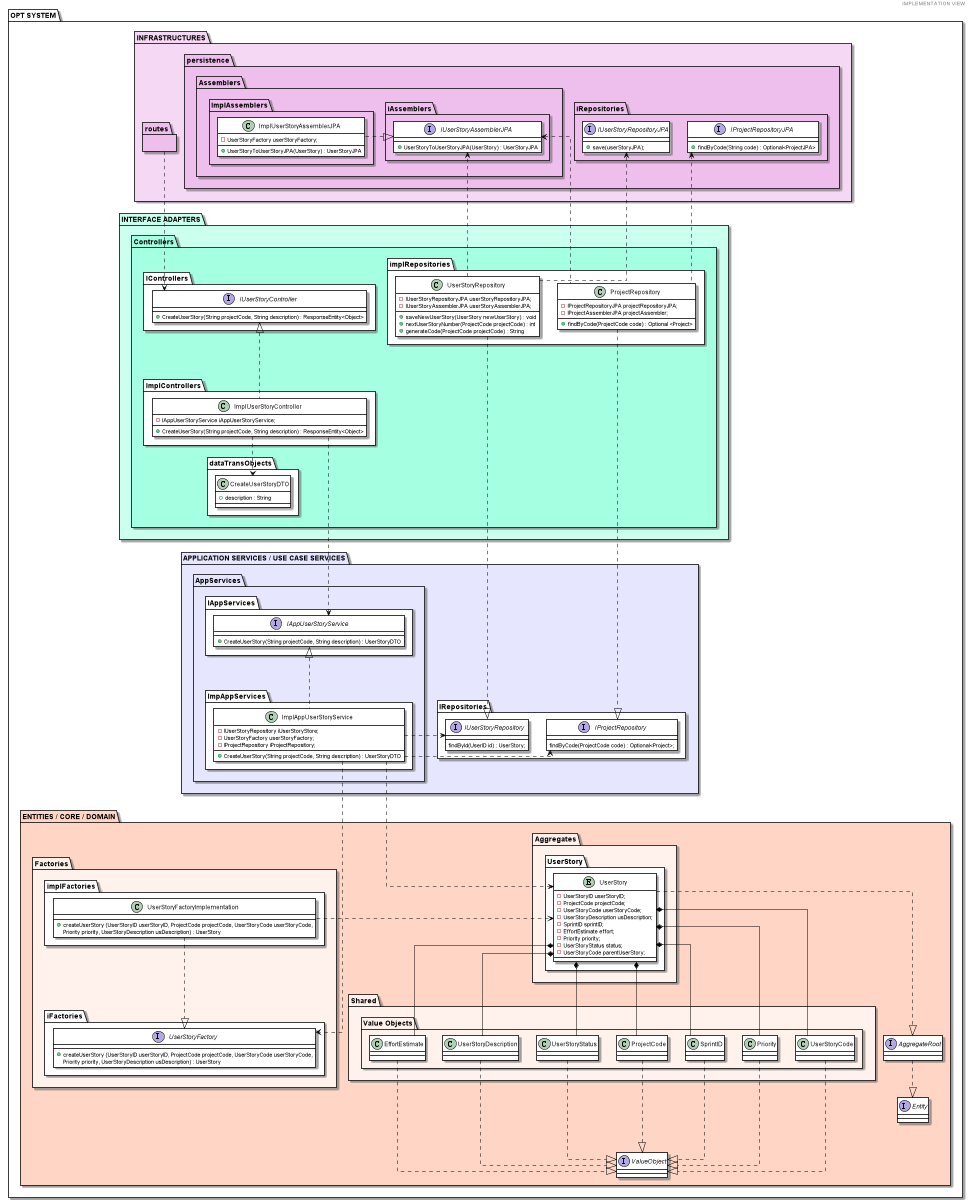 IMPLEMENTATION VIEW
OPT SYSTEM
INFRASTRUCTURES
persistence
Assemblers
ImplAssemblers
C ImplUserStoryAssemblerJPA
UserStoryFactory userStoryFactory;
UserStoryToUserStoryJPA(UserStory) : UserStoryJPA
iAssemblers
I IUserStoryAssemblerJPA
UserStoryToUserStoryJPA(UserStory) : UserStoryJPA
iRepositories
I IUserStoryRepositoryJPA
save(userStoryJPA);
I IProjectRepositoryJPA
findByCode(String code) : Optional<ProjectJPA>
routes
INTERFACE ADAPTERS
Controllers
IControllers
I IUserStoryController
CreateUserStory(String projectCode, String description) : ResponseEntity<Object>
implRepositories
C UserStoryRepository
IUserStoryRepositoryJPA userStoryRepositoryJPA;
IUserStoryAssemblerJPA userStoryAssemblerJPA;
saveNewUserStory(UserStory newUserStory) : void
nextUserStoryNumber(ProjectCode projectCode) : int
generateCode(ProjectCode projectCode) : String
C ProjectRepository
IProjectRepositoryJPA projectRepositoryJPA;
IProjectAssemblerJPA projectAssembler;
findByCode(ProjectCode code) : Optional <Project>
ImplControllers
C ImplUserStoryController
IAppUserStoryService iAppUserStoryService;
CreateUserStory(String projectCode, String description) : ResponseEntity<Object>
dataTransObjects
C CreateUserStoryDTO
description : String
APPLICATION SERVICES / USE CASE SERVICES
AppServices
IAppServices
I IAppUserStoryService
CreateUserStory(String projectCode, String description) : UserStoryDTO
ImpAppServices
C ImplAppUserStoryService
IUserStoryRepository iUserStoryStore;
UserStoryFactory userStoryFactory;
IProjectRepository iProjectRepository;
CreateUserStory(String projectCode, String description) : UserStoryDTO
IRepositories
I IUserStoryRepository
findById(UserID id) : UserStory;
I IProjectRepository
findByCode(ProjectCode code) : Optional<Project>;
ENTITIES / CORE / DOMAIN
Aggregates
UserStory
E UserStory
UserStoryID userStoryID;
ProjectCode projectCode;
UserStoryCode userStoryCode;
UserStoryDescription usDescription;
SprintID sprintID;
EffortEstimate effort;
Priority priority;
UserStoryStatus status;
UserStoryCode parentUserStory;
Factories
implFactories
C UserStoryFactoryImplementation
createUserStory (UserStoryID userStoryID, ProjectCode projectCode, UserStoryCode userStoryCode,
Priority priority, UserStoryDescription usDescription) : UserStory
iFactories
I UserStoryFactory
createUserStory (UserStoryID userStoryID, ProjectCode projectCode, UserStoryCode userStoryCode,
Priority priority, UserStoryDescription usDescription) : UserStory
Shared
Value Objects
C EffortEstimate
C UserStoryDescription
C UserStoryStatus
C ProjectCode
C SprintID
C Priority
C UserStoryCode
I AggregateRoot
I Entity
I ValueObject